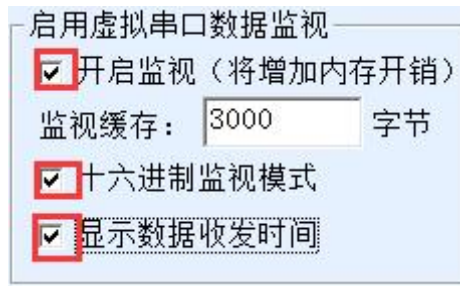 启用虚拟串口数据监视
开启监视（将增加内存开销）
监视缓存： 3000 字节
十六进制监视模式
显示数据收发时间